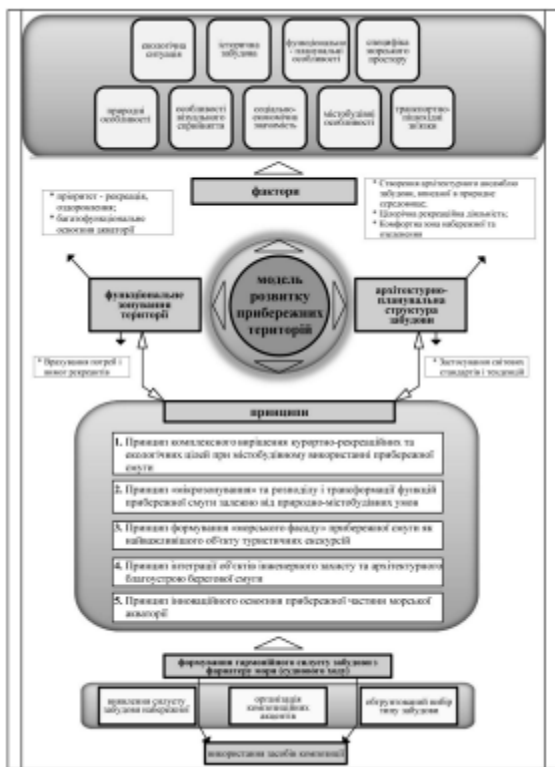 екологічна
ситуація
історична
забудова
функціонально
- планувальні
особливості
специфіка
морського
простору
природні
особливості
особливості
візуального
сприйняття
соціально-
економічна
значимість
містобудівні
особливості
транспортно-
пішохідні
зв'язки
фактори
* пріоритет - рекреація,
оздоровлення;
* багатофункціональне
освоєння акваторії
* Створення архітектурного ансамблю
забудови, в природне
середовище;
* Цілорічна рекреаційна діяльність;
* Комфортна зона набережної та
функціональне
зонування
території
модель
розвитку
прибережних
територій
архітектурно-
планувальна
структура
забудови
* Врахування потреб і
вимог рекреантів
* Застосування світових
стандартів і тенденцій
принципи
1. Принцип комплексного вирішення курортно-рекреаційних та
екологічних цілей при містобудівному використанні прибережної
смуги
2. Принцип «мікрозонування» та розподілу і трансформації функцій
прибережної смуги залежно від природно-містобудівних умов
3. Принцип формування «морського фасаду» прибережної смуги як
найважливішого об'єкту туристичних екскурсій
4. Принцип інтеграції об'єктів інженерного захисту та архітектурного
благоустрою берегової смуги
5. Принцип інноваційного освоєння прибережної частини морської
акваторії
формування гармонійного силуету забудови з
фарватеру моря (суднового ходу)
виявлення силуету
забудови набережної
організація
композиційних
акцентів
обґрунтований вибір
типу забудови
використання засобів композиції